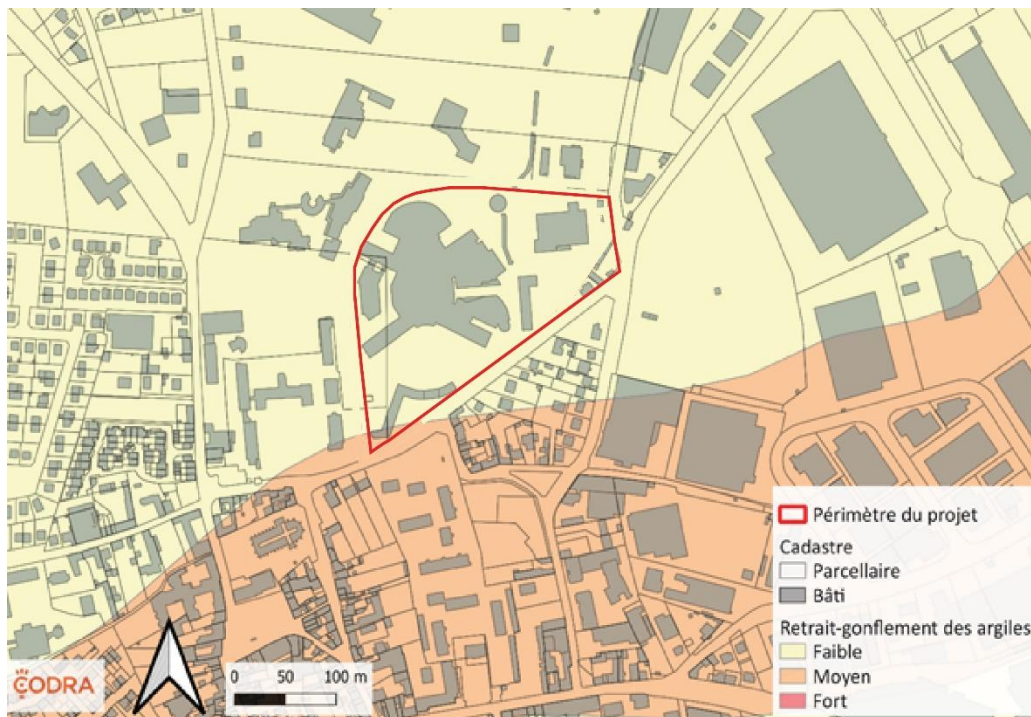 Périmètre du projet
Cadastre
Parcellaire
Bâti
Retrait-gonflement des argiles
Faible
Moyen
Fort
CODRA
0 50 100 m